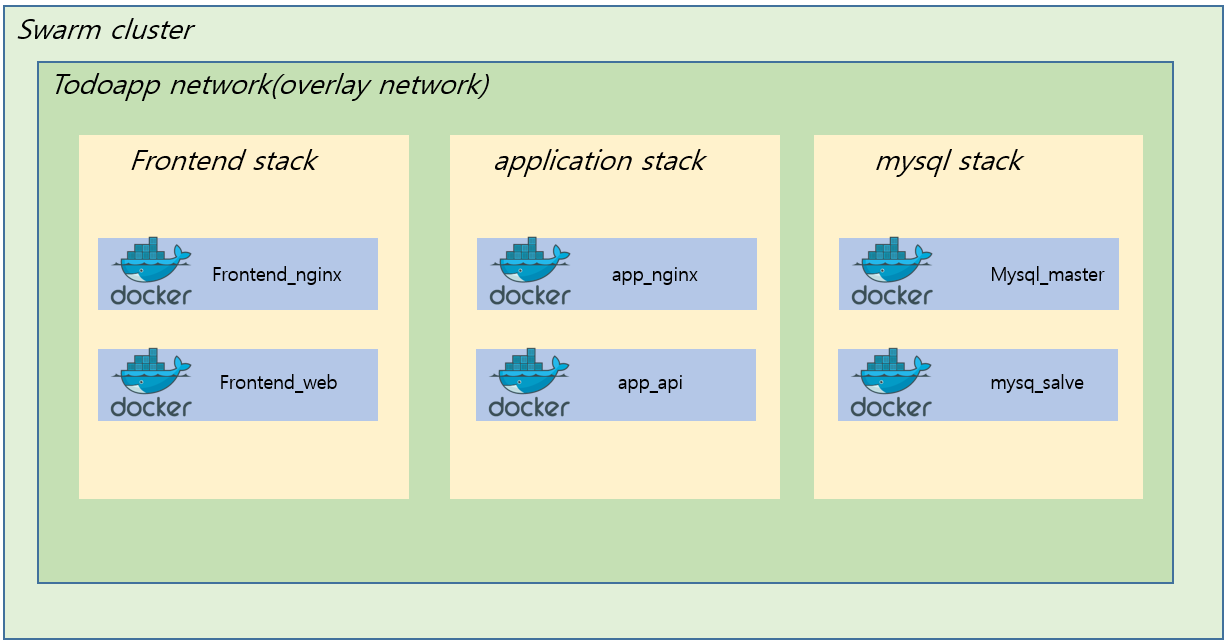 Swarm cluster
Todoapp network(overlay network)
Frontend stack
docker
Frontend_nginx
docker
Frontend_web
application stack
docker
app_nginx
docker
app_api
mysql stack
docker
Mysql_master
docker
mysq_salve